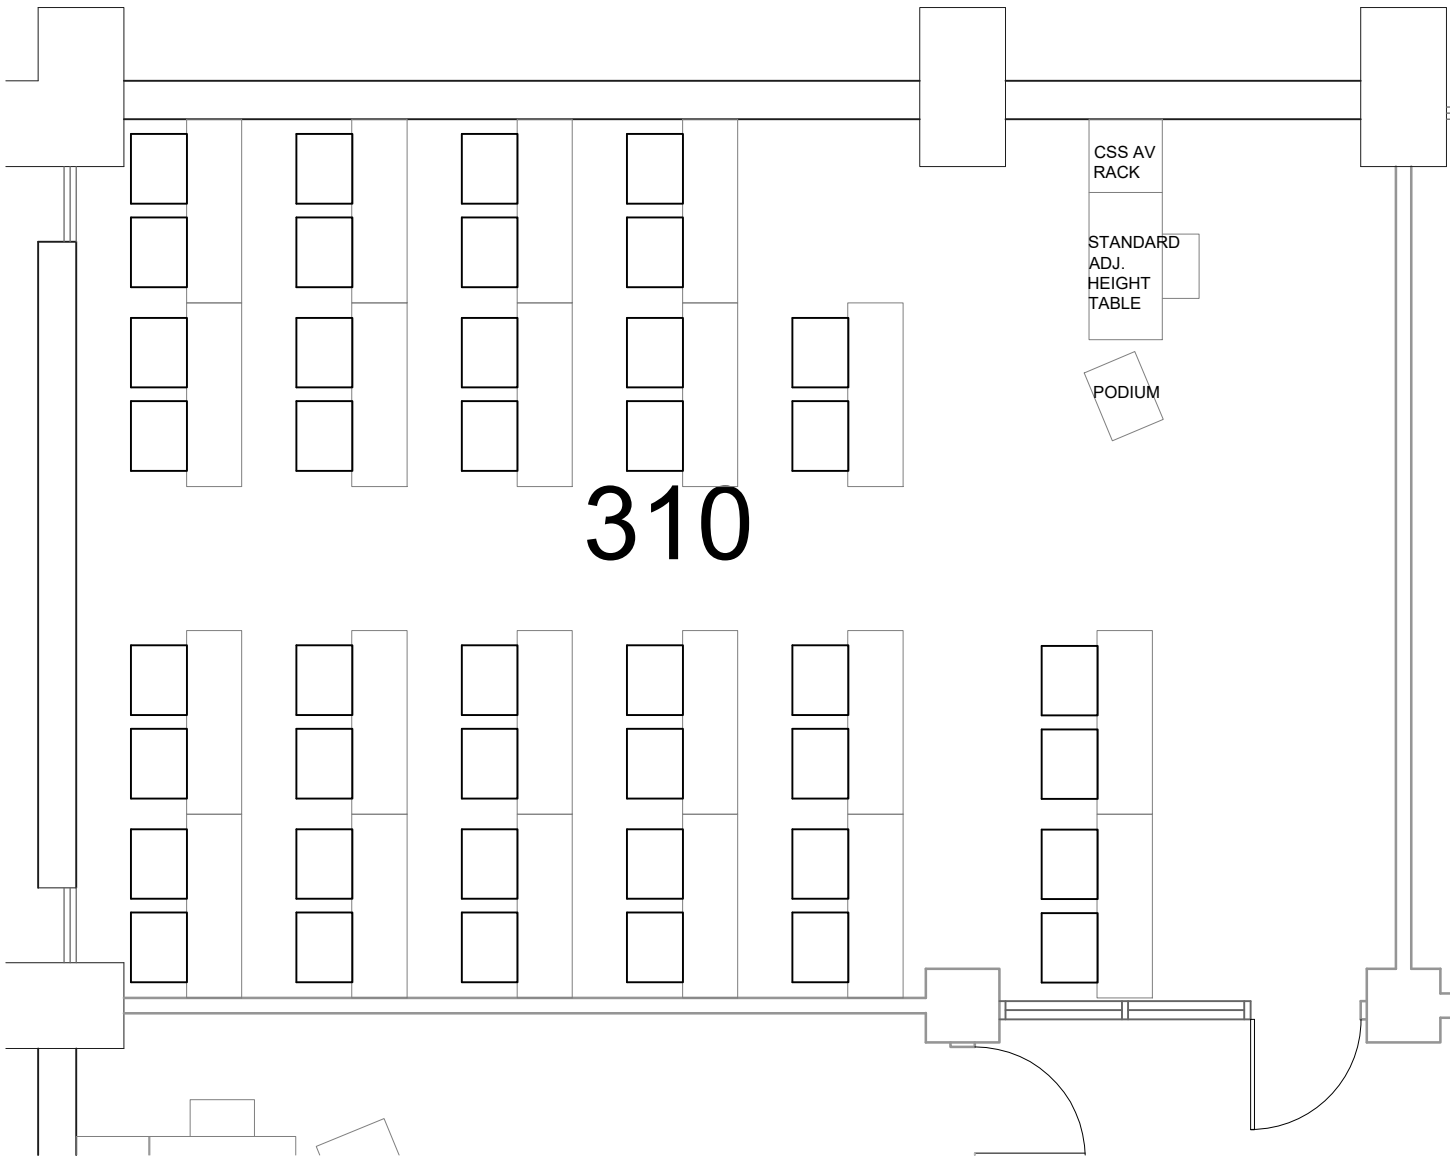 CSS AV
RACK
STANDARD
ADJ.
HEIGHT
TABLE
PODIUM
310